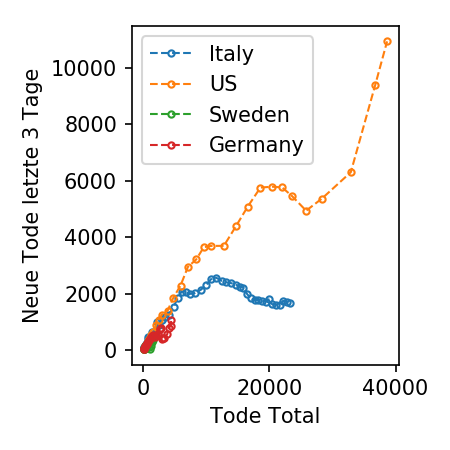 Italy
US
Sweden
Germany
Neue Tode letzte 3 Tage
10000
8000
6000
4000
2000
0
0 20000 40000
Tode Total